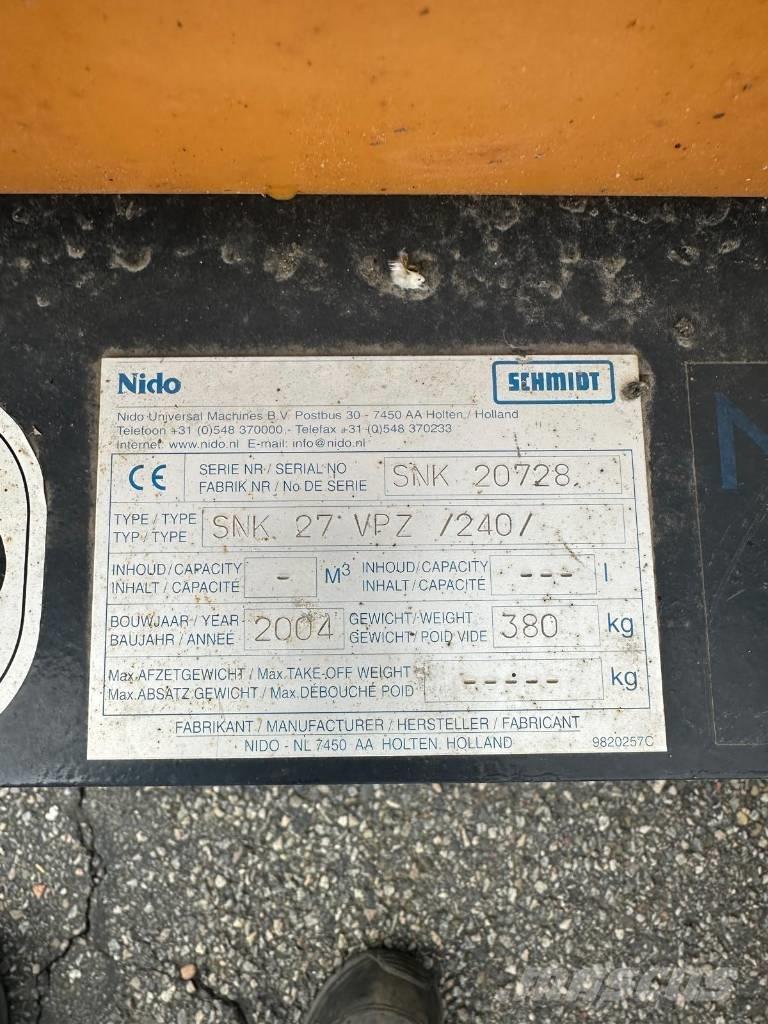 Nido SCHMIDT
Nido Universal Machines B.V. Postbus 30 - 7450 AA Holten / Holland
Telefoon +31 (0)548 370000 - Telefax +31 (0)548 370233
Internet: www.nido.nl E-mail: info@nido.nl
CE
SERIE NR / SERIAL NO
FABRIK NR / No DE SERIE
SNK 20728
TYPE / TYPE
TYP / TYPE
SNK 27 VPZ /240/
INHOUD / CAPACITY
INHALT / CAPACITÉ
- M³
INHOUD / CAPACITY
INHALT / CAPACITÉ
--- l
BOUWJAAR / YEAR
BAUJAHR / ANNÉE
2004
GEWICHT / WEIGHT
GEWICHT / POID VIDE
380 kg
Max. AFZETGEWICHT / Max. TAKE-OFF WEIGHT
Max. ABSATZ GEWICHT / Max. DÉBOUCHÉ POID
----- kg
FABRIKANT / MANUFACTURER / HERSTELLER / FABRICANT
NIDO - NL 7450 AA HOLTEN HOLLAND
9820257C
N
mascus